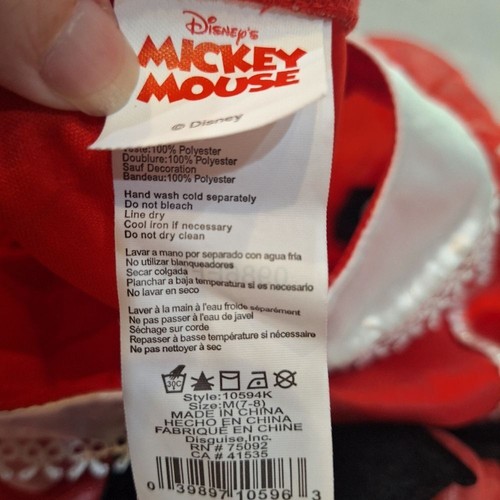 Disney's
MICKEY
MOUSE
© Disney
100% Polyester
Doublure:100% Polyester
Sauf Decoration
Bandeau:100% Polyester
Hand wash cold separately
Do not bleach
Line dry
Cool iron if necessary
Do not dry clean
Lavar a mano por separado con agua fria
No utilizar blanqueadores
Secar colgada
Planchar a baja temperatura si es necesario
No lavar en seco
Laver à la main à l'eau froide séparément
Ne pas passer à l'eau de javel
Séchage sur corde
Repasser à basse température si nécessaire
Ne pas nettoyer à sec
30C
Style:10594K
Size:M(7-8)
MADE IN CHINA
HECHO EN CHINA
FABRIQUÉ EN CHINE
Disguise,Inc.
RN # 75092
CA # 41535
0 39897 10596 3